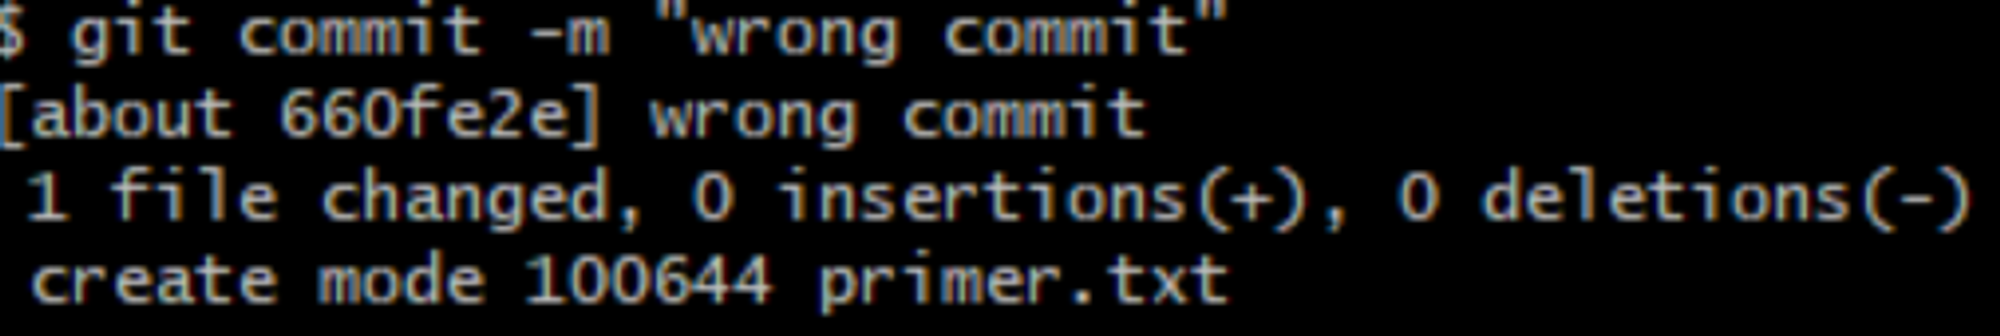 $ git commit -m "wrong commit"
[about 660fe2e] wrong commit
1 file changed, 0 insertions(+), 0 deletions(-)
create mode 100644 primer.txt